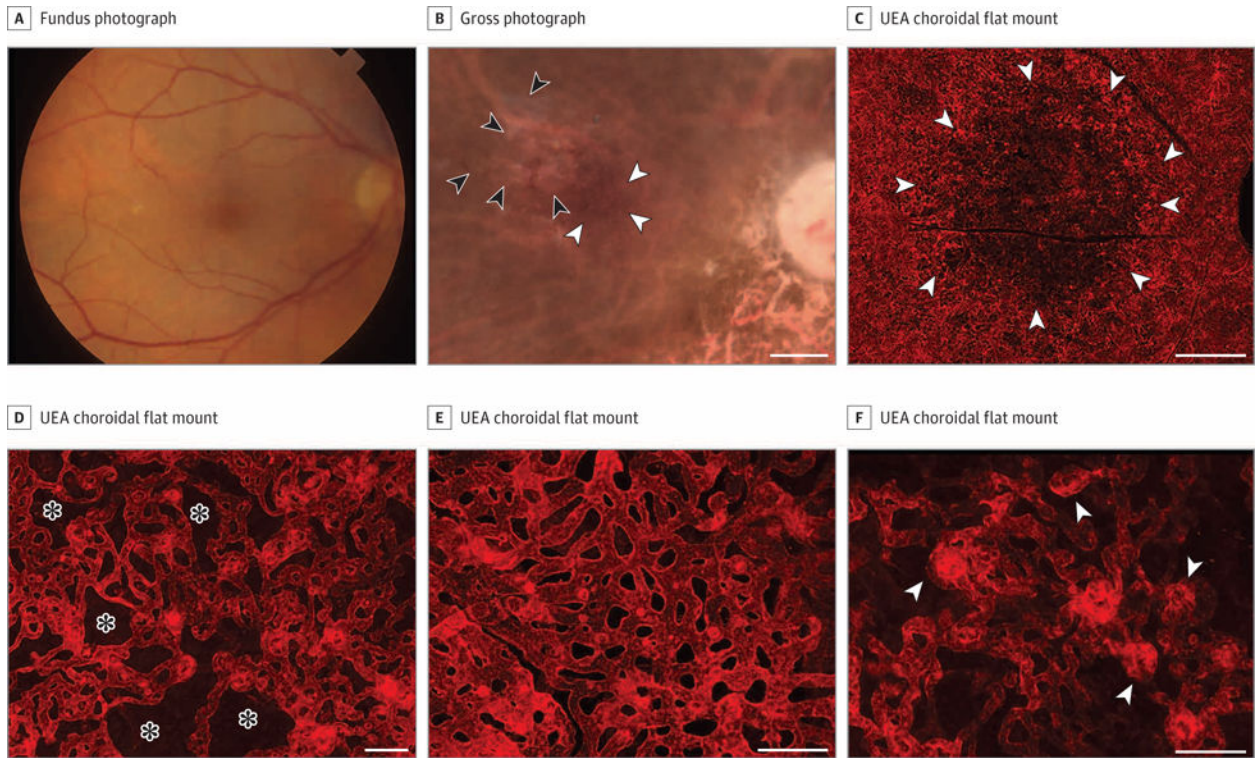 A Fundus photograph
B Gross photograph
C UEA choroidal flat mount
D UEA choroidal flat mount
E UEA choroidal flat mount
F UEA choroidal flat mount